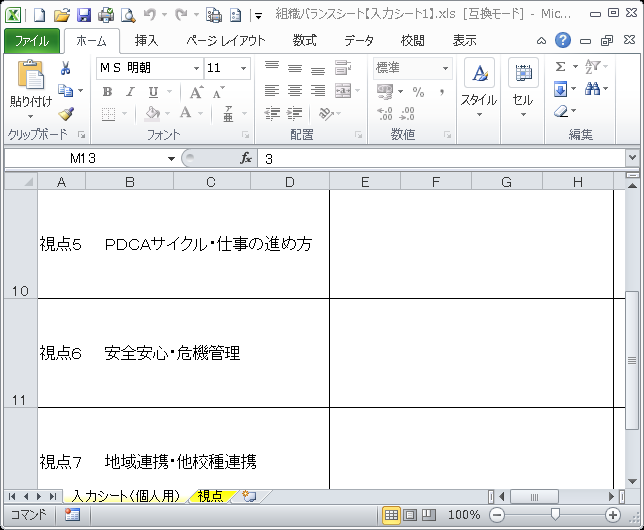 組織バランスシート【入力シート1】.xls [互換モード] - Mic...
ファイル ホーム 挿入 ページ レイアウト 数式 データ 校閲 表示
貼り付け
ＭＳ 明朝 11
B I U
A A
A
亜
標準
%
スタイル
セル
Σ
クリップボード フォント 配置 数値 編集
M13 fx 3
A B C D E F G H
視点５ ＰＤＣＡサイクル・仕事の進め方
10
視点６ 安全安心・危機管理
11
視点７ 地域連携・他校種連携
入力シート（個人用） 視点
コマンド 100%